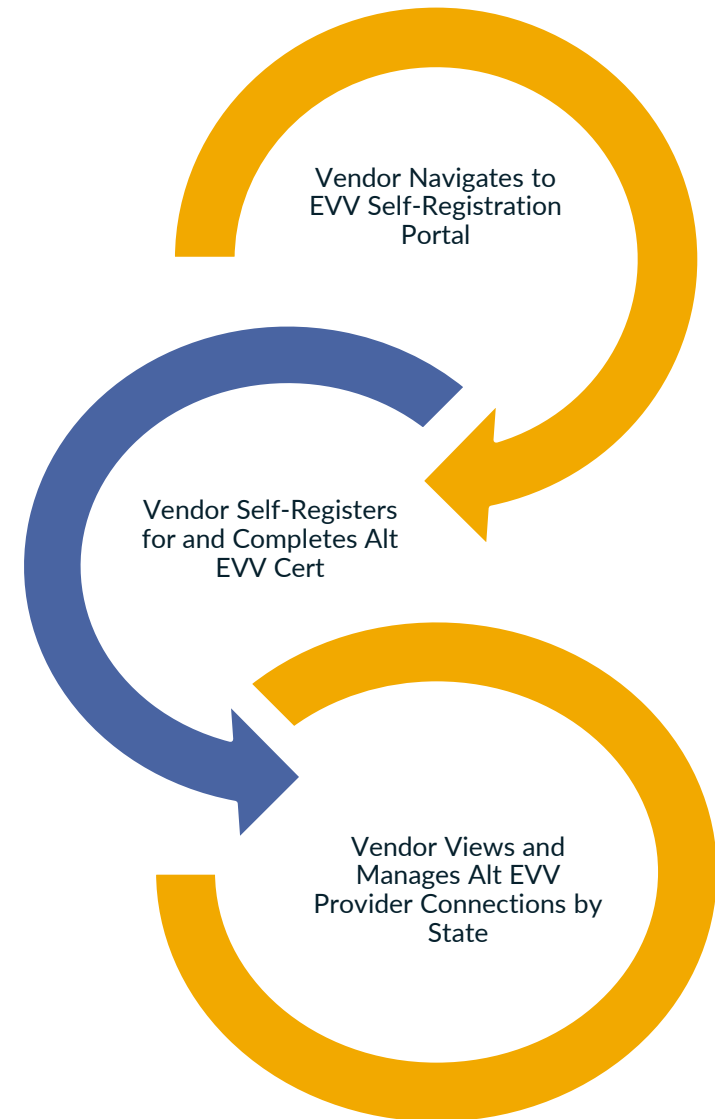 Vendor Navigates to
EVV Self-Registration
Portal
Vendor Self-Registers
for and Completes Alt
EVV Cert
Vendor Views and
Manages Alt EVV
Provider Connections by
State